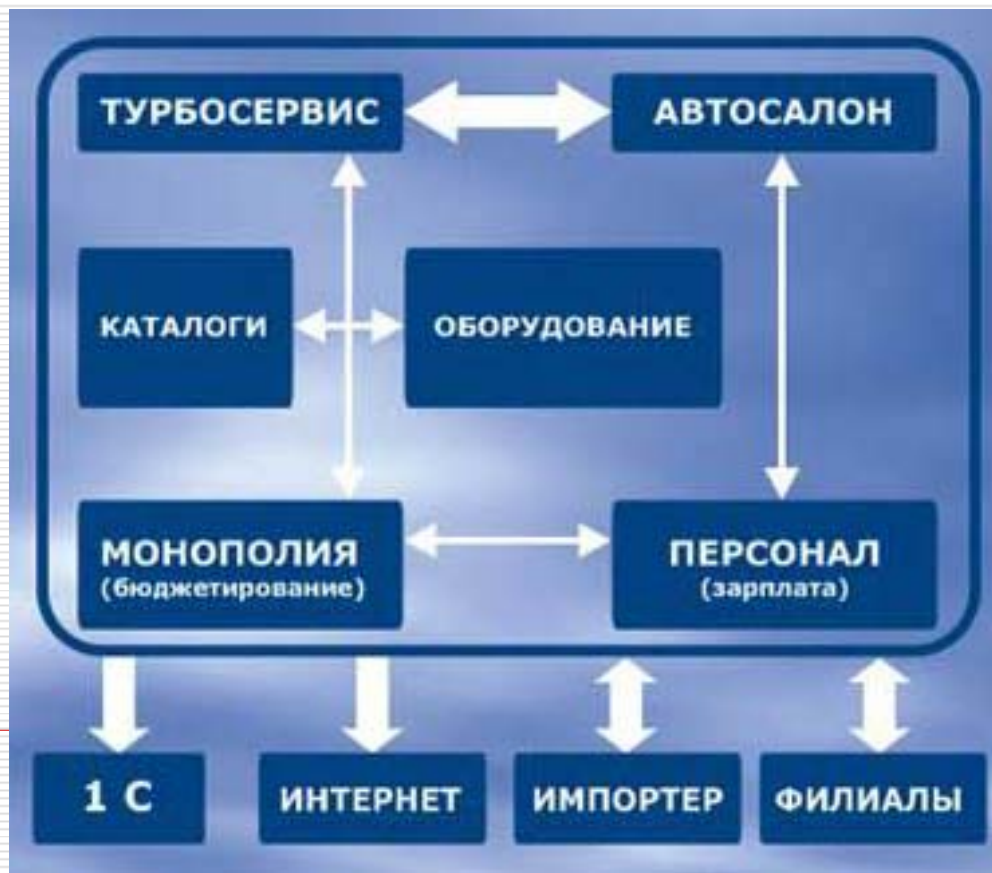 ТУРБОСЕРВИС
АВТОСАЛОН
КАТАЛОГИ
ОБОРУДОВАНИЕ
МОНОПОЛИЯ
(бюджетирование)
ПЕРСОНАЛ
(зарплата)
1 С
ИНТЕРНЕТ
ИМПОРТЕР
ФИЛИАЛЫ